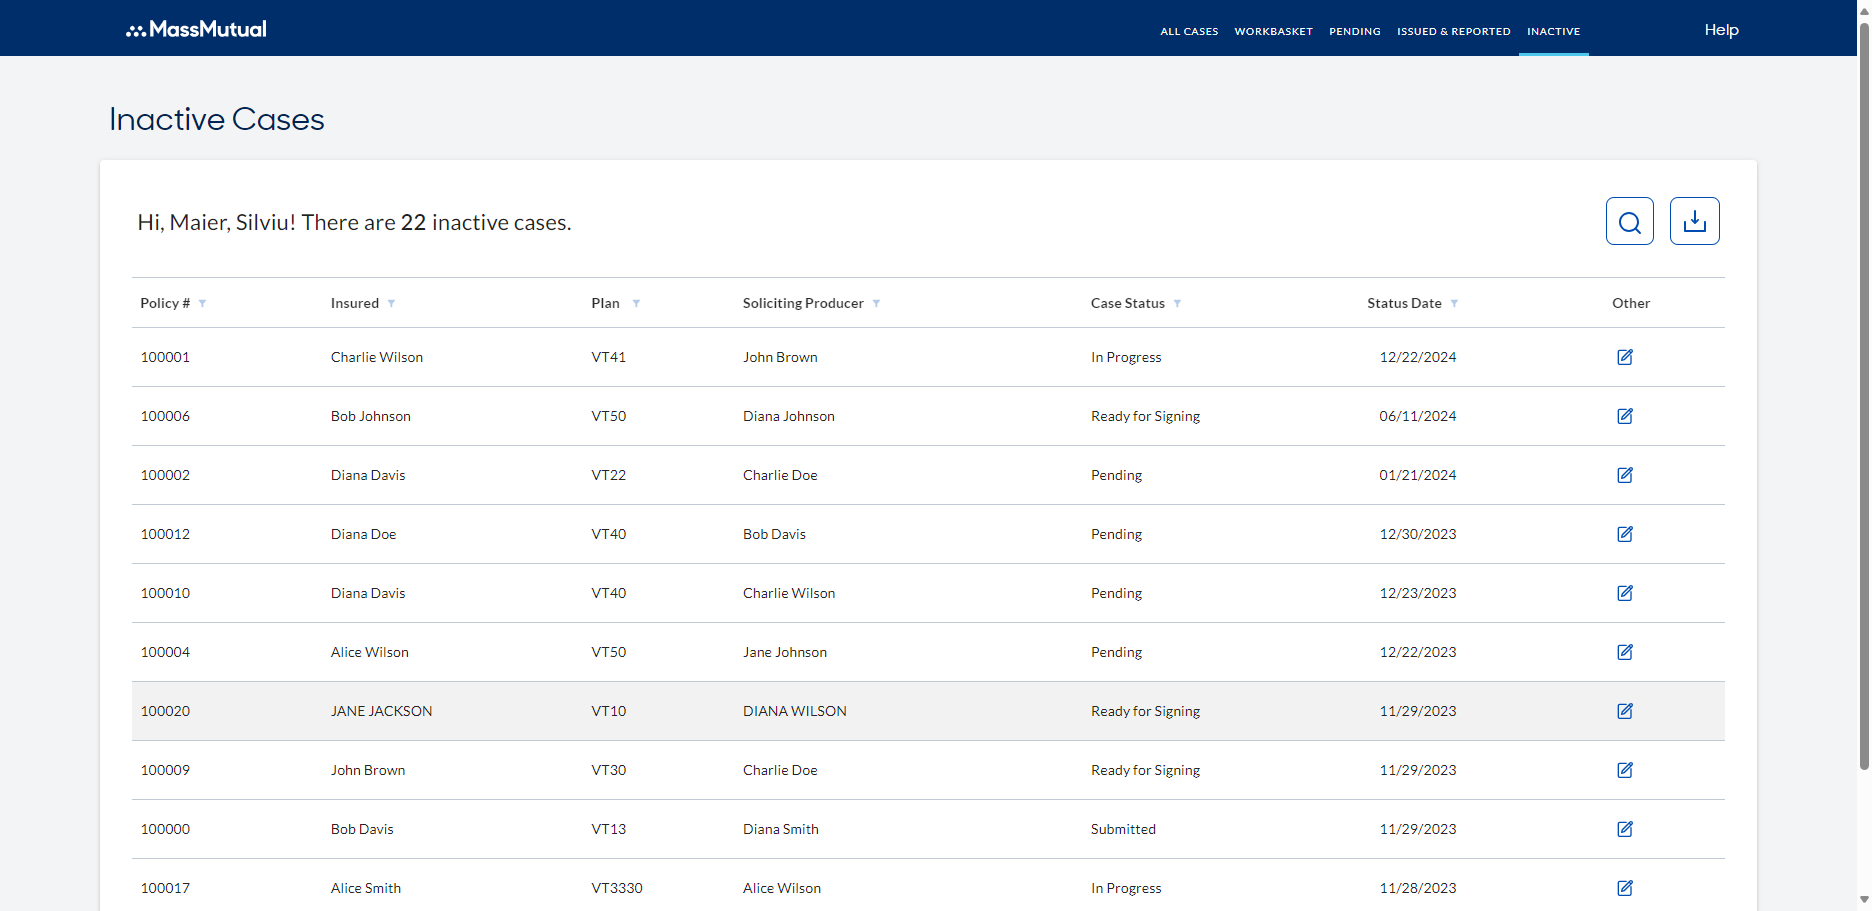 MassMutual
ALL CASES WORKBASKET PENDING ISSUED & REPORTED INACTIVE Help
Inactive Cases
Hi, Maier, Silviu! There are 22 inactive cases.
Policy # Insured Plan Soliciting Producer Case Status Status Date Other
100001 Charlie Wilson VT41 John Brown In Progress 12/22/2024
100006 Bob Johnson VT50 Diana Johnson Ready for Signing 06/11/2024
100002 Diana Davis VT22 Charlie Doe Pending 01/21/2024
100012 Diana Doe VT40 Bob Davis Pending 12/30/2023
100010 Diana Davis VT40 Charlie Wilson Pending 12/23/2023
100004 Alice Wilson VT50 Jane Johnson Pending 12/22/2023
100020 JANE JACKSON VT10 DIANA WILSON Ready for Signing 11/29/2023
100009 John Brown VT30 Charlie Doe Ready for Signing 11/29/2023
100000 Bob Davis VT13 Diana Smith Submitted 11/29/2023
100017 Alice Smith VT3330 Alice Wilson In Progress 11/28/2023